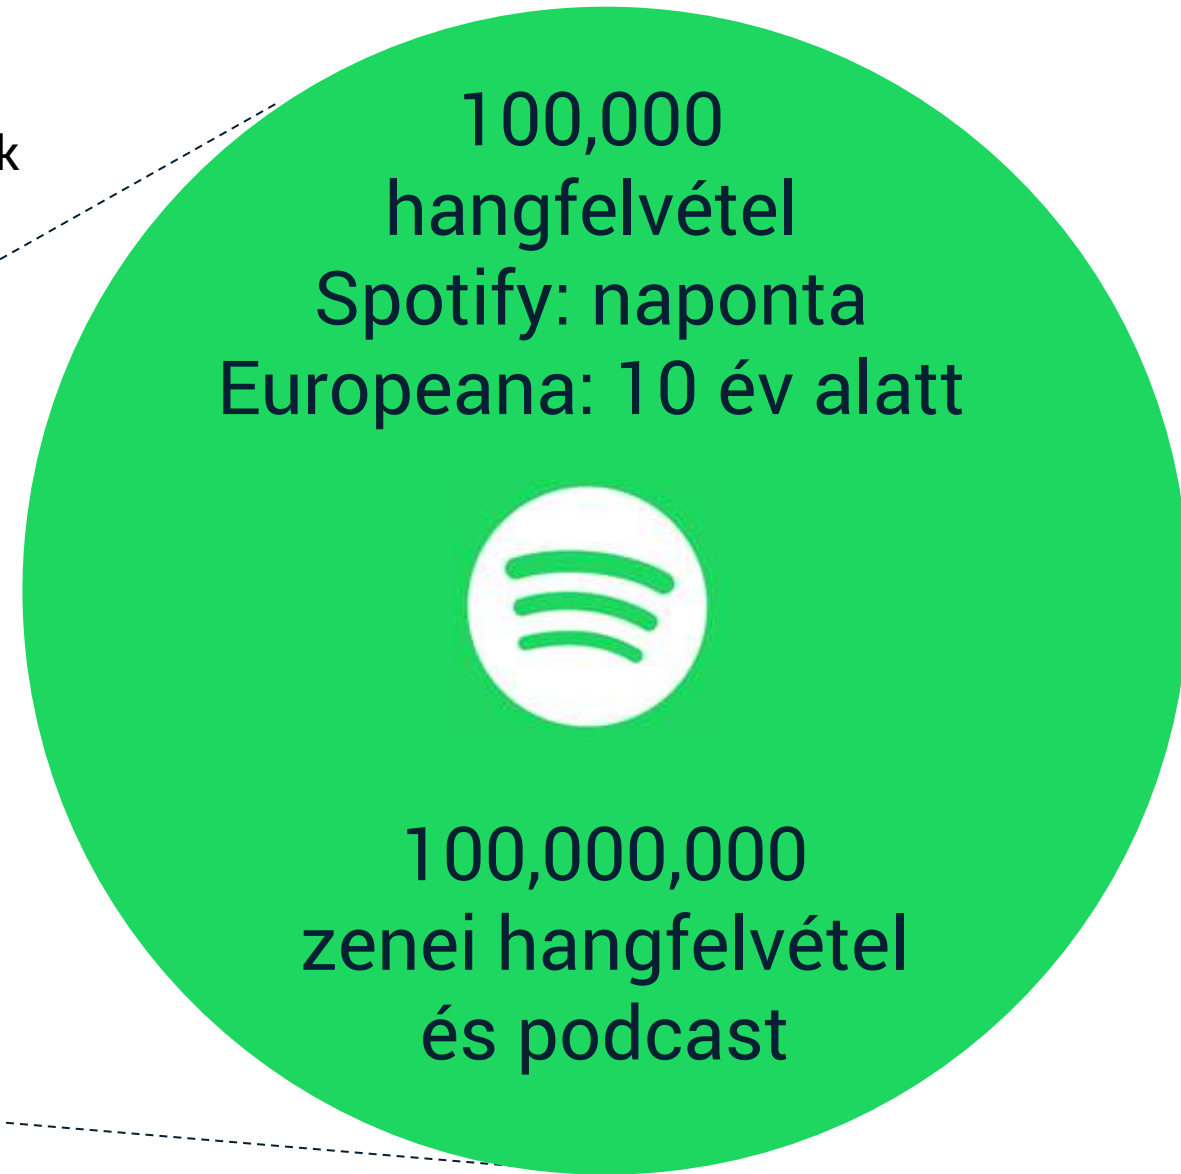 k
100,000
hangfelvétel
Spotify: naponta
Europeana: 10 év alatt
100,000,000
zenei hangfelvétel
és podcast